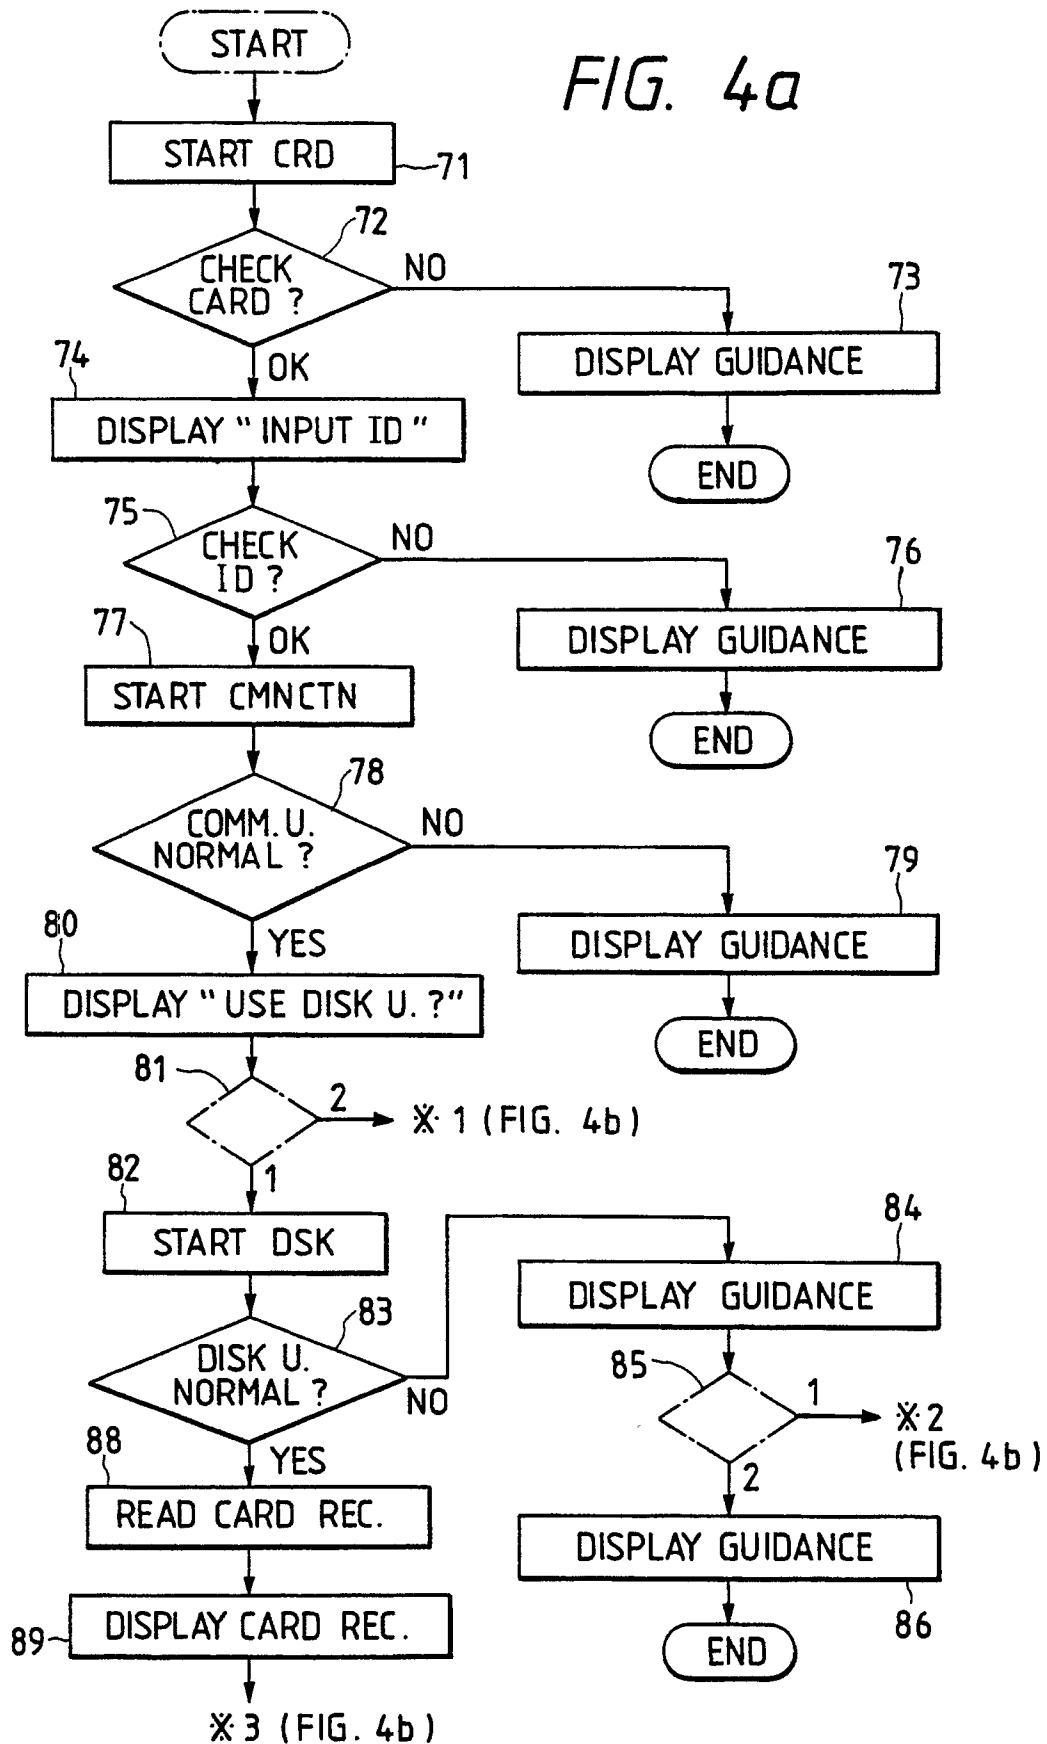 START
FIG. 4a
START CRD
71
72
CHECK
CARD ?
NO
73
DISPLAY GUIDANCE
END
OK
74
DISPLAY "INPUT ID"
75
CHECK
ID ?
NO
76
DISPLAY GUIDANCE
END
OK
77
START CMNCTN
78
COMM. U.
NORMAL ?
NO
79
DISPLAY GUIDANCE
END
YES
80
DISPLAY "USE DISK U. ?"
81
2
※1 (FIG. 4b)
1
82
START DSK
83
DISK U.
NORMAL ?
NO
84
DISPLAY GUIDANCE
85
1
※2
(FIG. 4b)
2
DISPLAY GUIDANCE
86
END
YES
88
READ CARD REC.
89
DISPLAY CARD REC.
※3 (FIG. 4b)